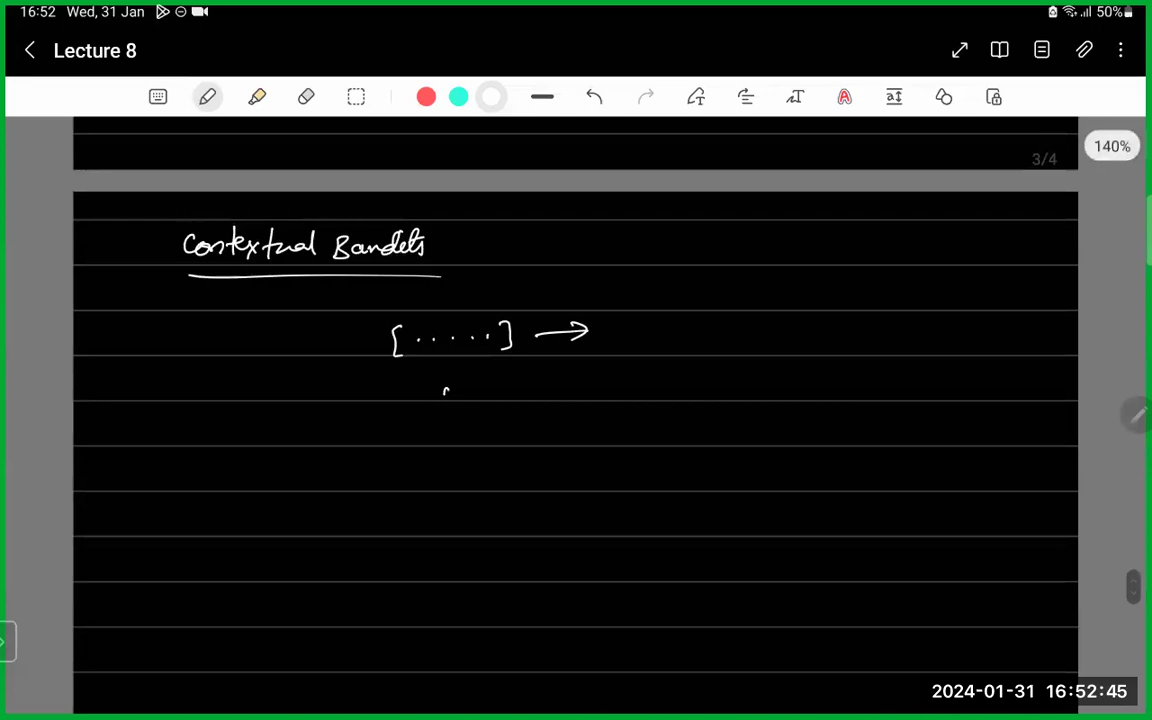 16:52 Wed, 31 Jan 50%
Lecture 8
140%
3/4
Contextual Bandits
[.....] →
2024-01-31 16:52:45